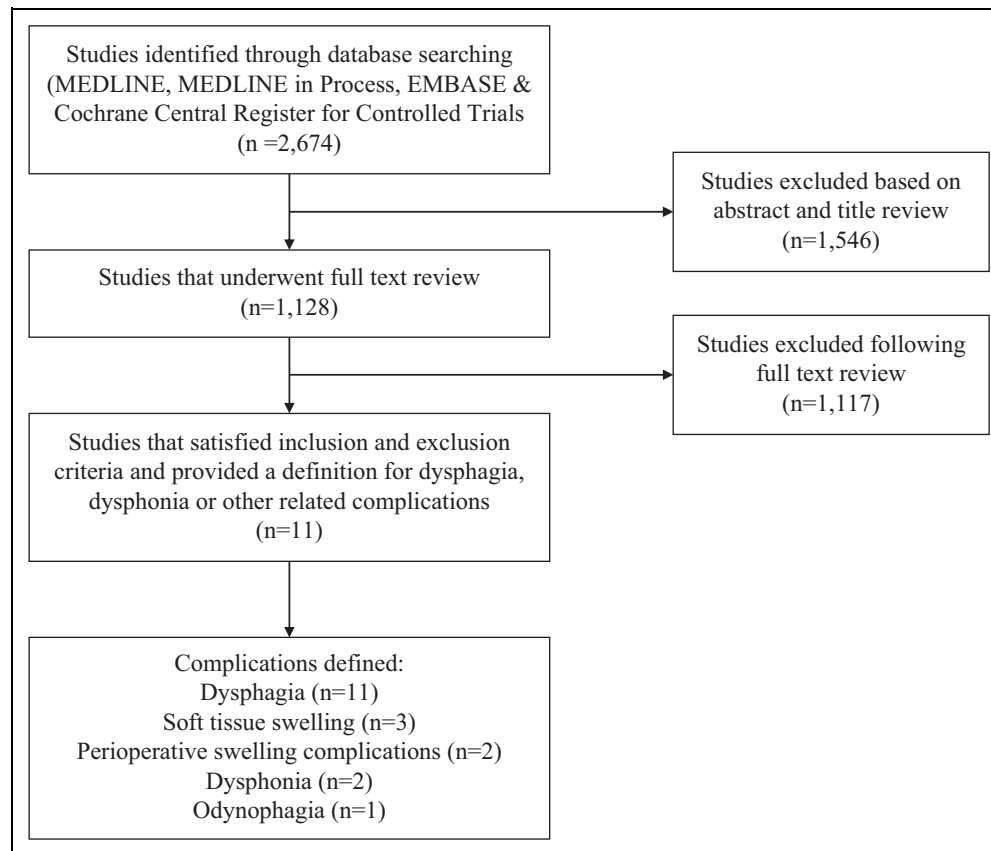 Studies identified through database searching
(MEDLINE, MEDLINE in Process, EMBASE &
Cochrane Central Register for Controlled Trials
(n =2,674)
Studies excluded based on
abstract and title review
(n=1,546)
Studies that underwent full text review
(n=1,128)
Studies excluded following
full text review
(n=1,117)
Studies that satisfied inclusion and exclusion
criteria and provided a definition for dysphagia,
dysphonia or other related complications
(n=11)
Complications defined:
Dysphagia (n=11)
Soft tissue swelling (n=3)
Perioperative swelling complications (n=2)
Dysphonia (n=2)
Odynophagia (n=1)